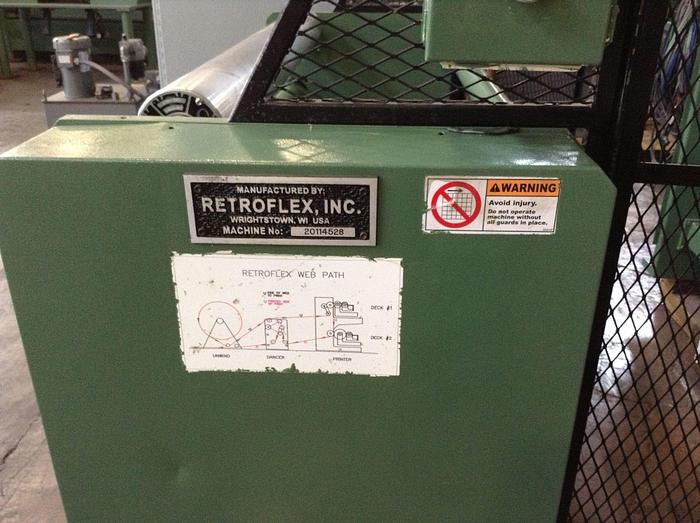 MANUFACTURED BY:
RETROFLEX, INC.
WRIGHTSTOWN, WI USA
MACHINE No: 20114528
WARNING
Avoid injury.
Do not operate
machine without
all guards in place.
RETROFLEX WEB PATH
DECK #1
DECK #2
UNWIND
DANCER
PRINTER